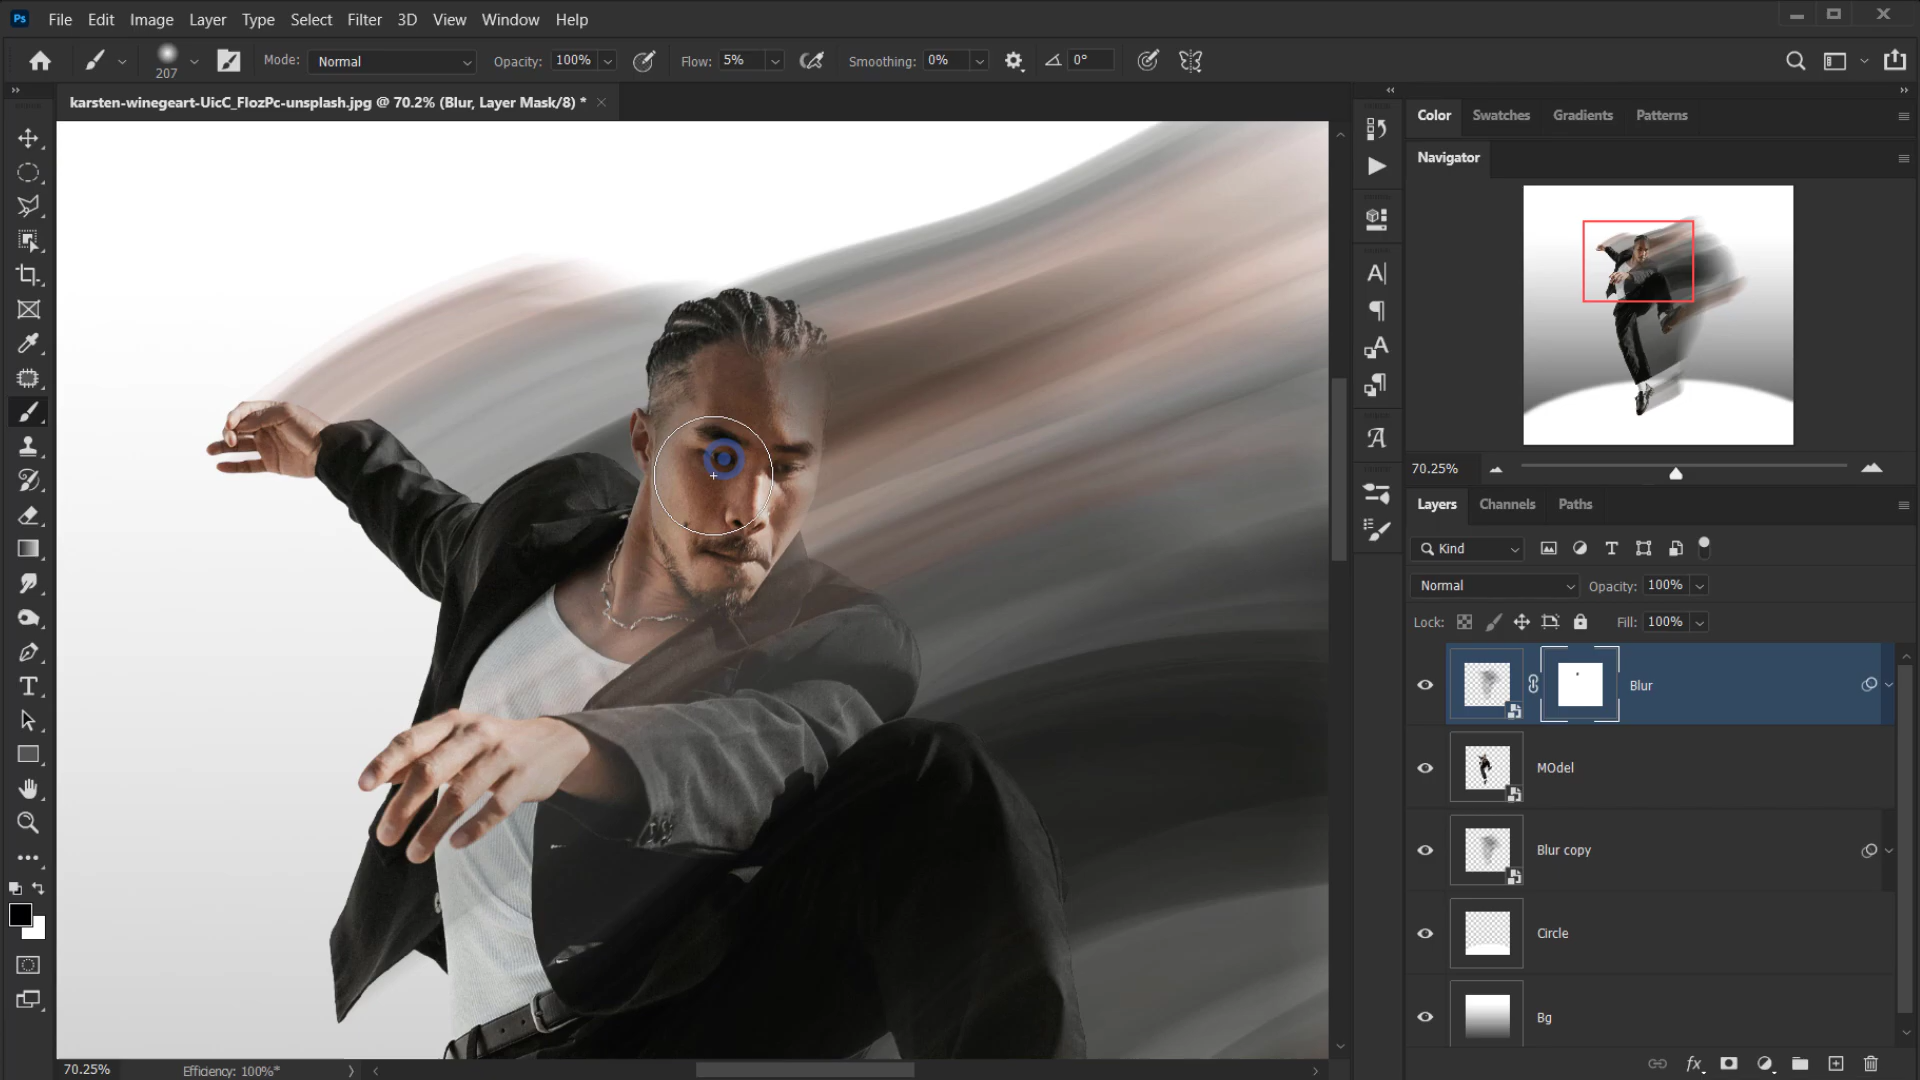 Ps File Edit Image Layer Type Select Filter 3D View Window Help
207 Mode: Normal Opacity: 100% Flow: 5% Smoothing: 0% 0°
karsten-winegeart-UicC_FlozPc-unsplash.jpg @ 70.2% (Blur, Layer Mask/8) *
Color Swatches Gradients Patterns
Navigator
70.25%
Layers Channels Paths
Kind
Normal Opacity: 100%
Lock: Fill: 100%
Blur
MOdel
Blur copy
Circle
Bg
fx
70.25% Efficiency: 100%*